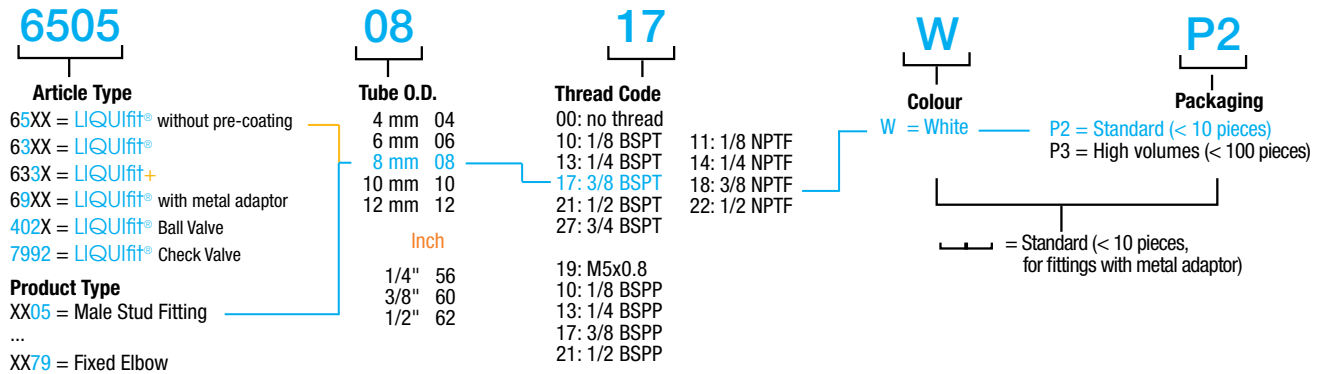 6505 08 17 W P2
Article Type
65XX = LIQUIfit® without pre-coating
63XX = LIQUIfit®
633X = LIQUIfit+
69XX = LIQUIfit® with metal adaptor
402X = LIQUIfit® Ball Valve
7992 = LIQUIfit® Check Valve
Product Type
XX05 = Male Stud Fitting
...
XX79 = Fixed Elbow
Tube O.D.
4 mm 04
6 mm 06
8 mm 08
10 mm 10
12 mm 12
Inch
1/4" 56
3/8" 60
1/2" 62
Thread Code
00: no thread
10: 1/8 BSPT
13: 1/4 BSPT
17: 3/8 BSPT
21: 1/2 BSPT
27: 3/4 BSPT
19: M5x0.8
10: 1/8 BSPP
13: 1/4 BSPP
17: 3/8 BSPP
21: 1/2 BSPP
11: 1/8 NPTF
14: 1/4 NPTF
18: 3/8 NPTF
22: 1/2 NPTF
Colour
W = White
Packaging
P2 = Standard (< 10 pieces)
P3 = High volumes (< 100 pieces)
= Standard (< 10 pieces,
for fittings with metal adaptor)